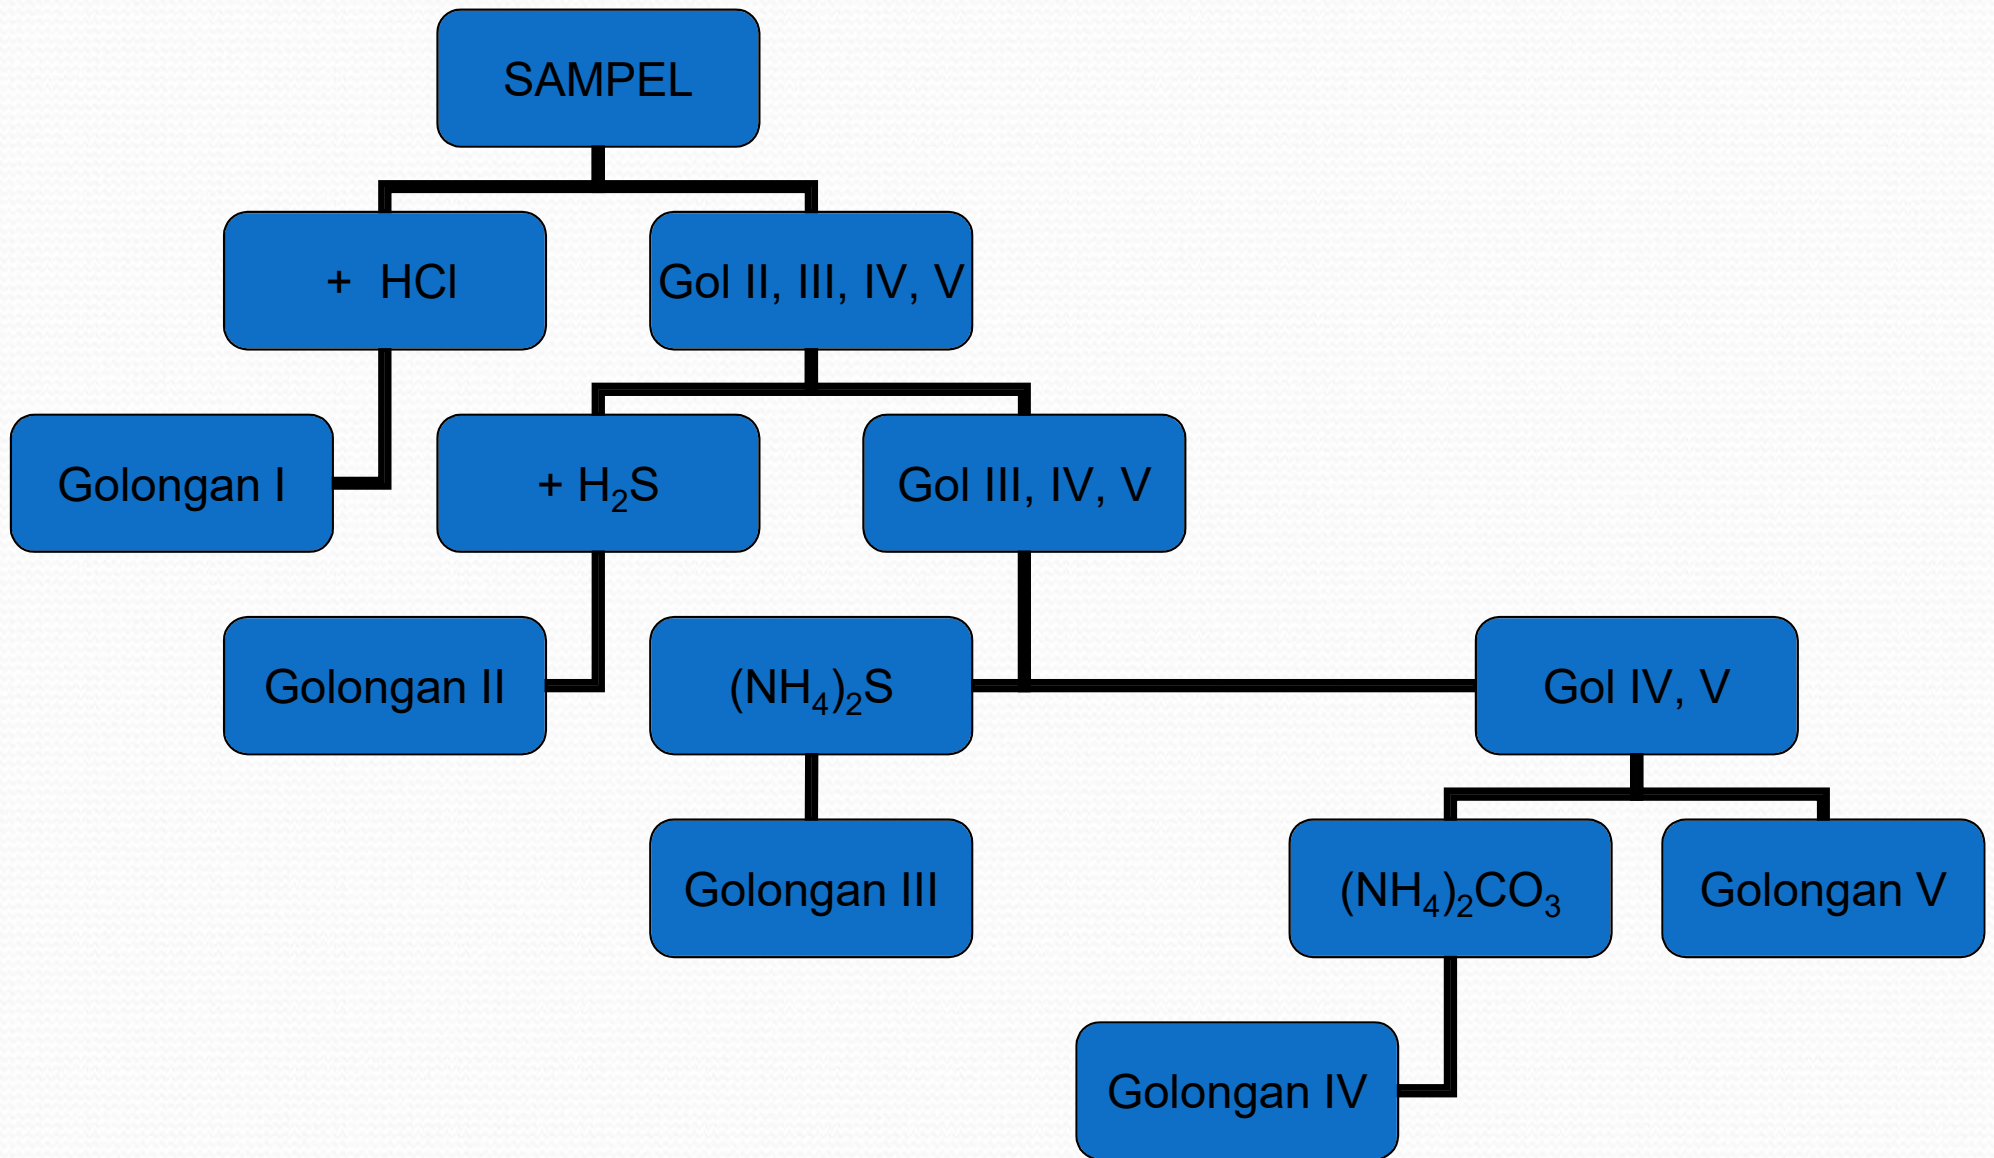 SAMPEL
+ HCl
Gol II, III, IV, V
Golongan I
+ H₂S
Gol III, IV, V
Golongan II
(NH₄)₂S
Gol IV, V
Golongan III
(NH₄)₂CO₃
Golongan V
Golongan IV